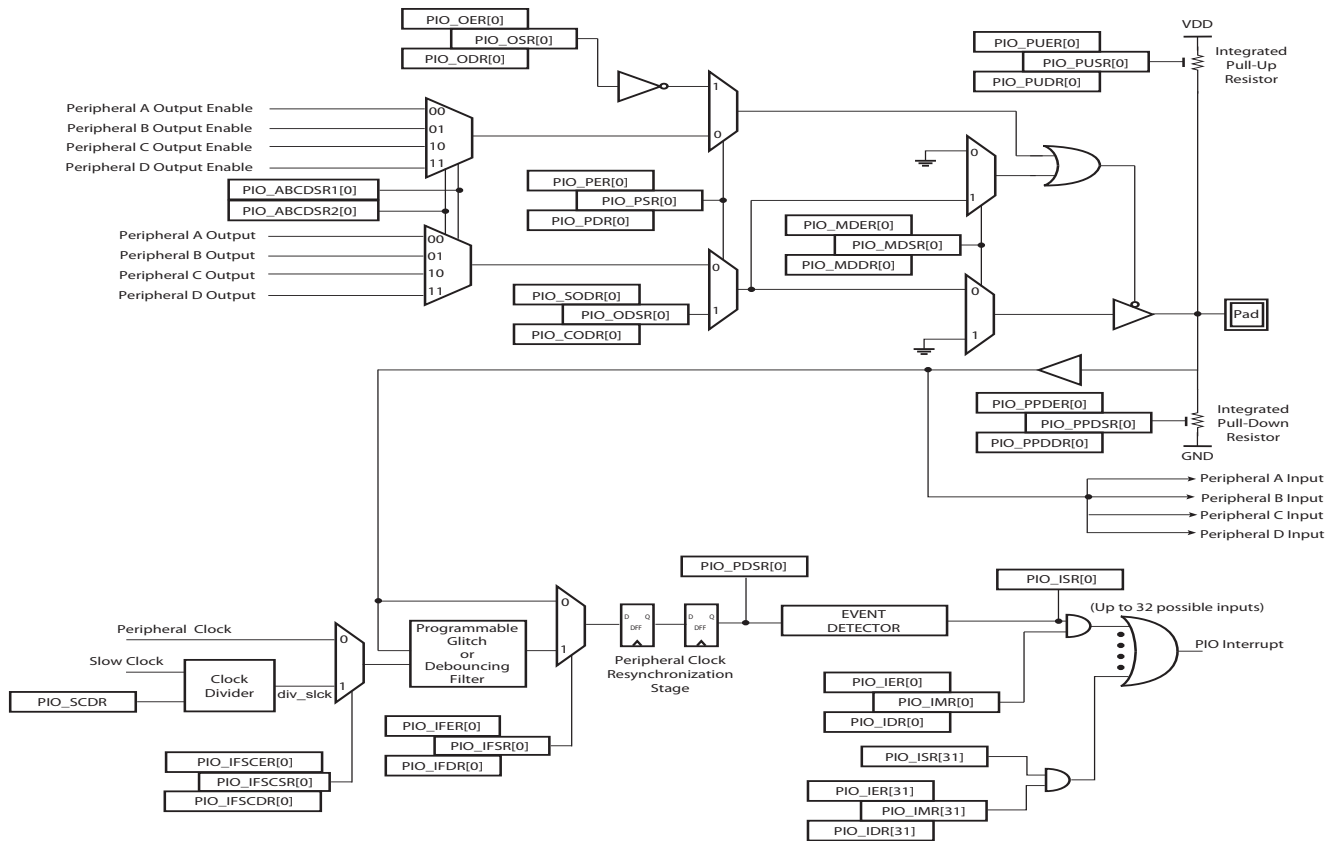 PIO_OER[0]
PIO_OSR[0]
PIO_ODR[0]
VDD
PIO_PUER[0]
PIO_PUSR[0]
PIO_PUDR[0]
Integrated
Pull-Up
Resistor
Peripheral A Output Enable
Peripheral B Output Enable
Peripheral C Output Enable
Peripheral D Output Enable
00
01
10
11
1
0
PIO_ABCDSR1[0]
PIO_ABCDSR2[0]
PIO_PER[0]
PIO_PSR[0]
PIO_PDR[0]
0
1
PIO_MDER[0]
PIO_MDSR[0]
PIO_MDDR[0]
Peripheral A Output
Peripheral B Output
Peripheral C Output
Peripheral D Output
00
01
10
11
0
1
PIO_SODR[0]
PIO_ODSR[0]
PIO_CODR[0]
0
1
Pad
PIO_PPDER[0]
PIO_PPDSR[0]
PIO_PPDDR[0]
Integrated
Pull-Down
Resistor
GND
Peripheral A Input
Peripheral B Input
Peripheral C Input
Peripheral D Input
PIO_PDSR[0]
PIO_ISR[0]
(Up to 32 possible inputs)
Peripheral Clock
Slow Clock
PIO_SCDR
Clock
Divider
div_slck
0
1
Programmable
Glitch
or
Debouncing
Filter
0
1
D Q
DFF
D Q
DFF
Peripheral Clock
Resynchronization
Stage
EVENT
DETECTOR
PIO Interrupt
PIO_IER[0]
PIO_IMR[0]
PIO_IDR[0]
PIO_IFER[0]
PIO_IFSR[0]
PIO_IFDR[0]
PIO_IFSCER[0]
PIO_IFSCSR[0]
PIO_IFSCDR[0]
PIO_ISR[31]
PIO_IER[31]
PIO_IMR[31]
PIO_IDR[31]